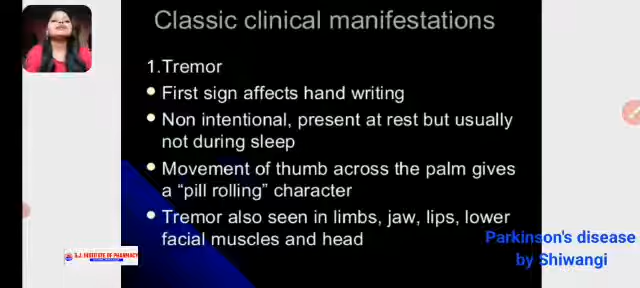 Classic clinical manifestations
1.Tremor
First sign affects hand writing
Non intentional, present at rest but usually
not during sleep
Movement of thumb across the palm gives
a "pill rolling" character
Tremor also seen in limbs, jaw, lips, lower
facial muscles and head
Parkinson's disease
by Shiwangi
INSTITUTE OF PHARMACY